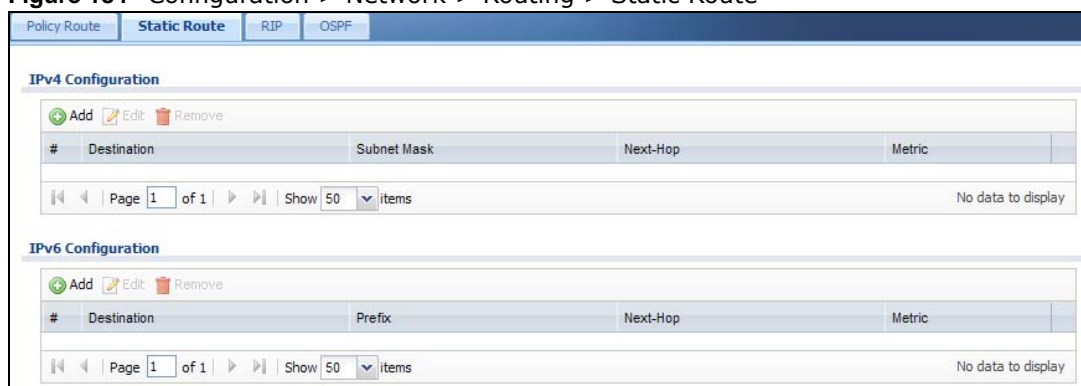 Figure 184 Configuration > Network > Routing > Static Route
Policy Route Static Route RIP OSPF
IPv4 Configuration
Add Edit Remove
# Destination Subnet Mask Next-Hop Metric
Page 1 of 1 Show 50 items No data to display
IPv6 Configuration
Add Edit Remove
# Destination Prefix Next-Hop Metric
Page 1 of 1 Show 50 items No data to display